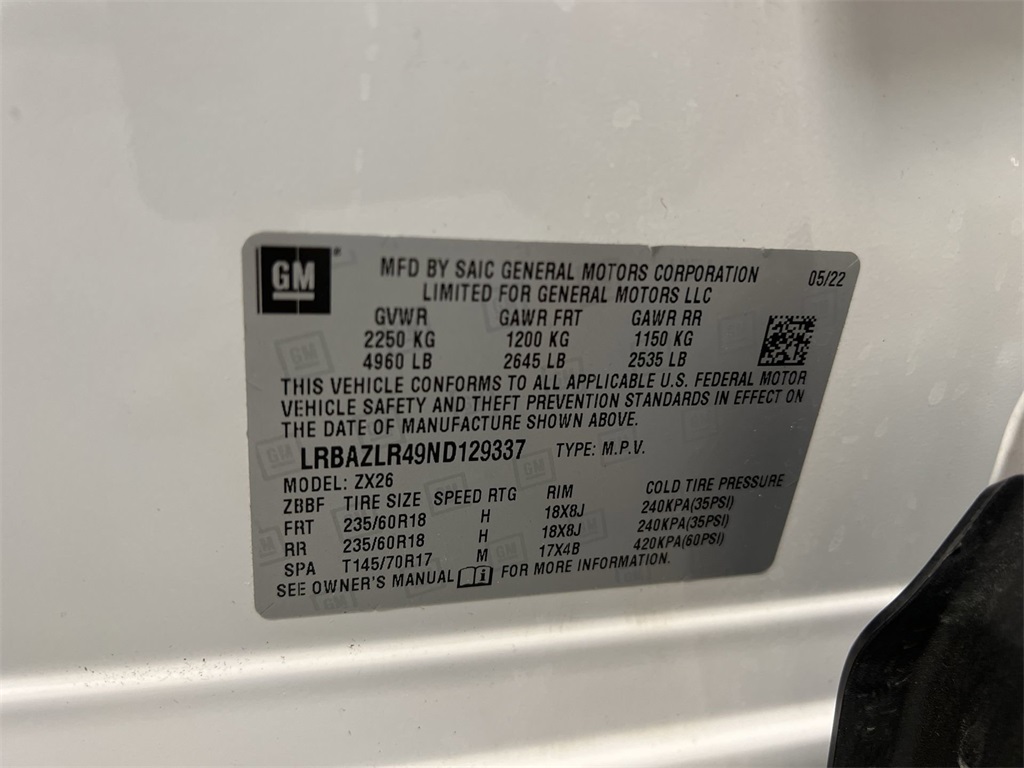 GM
MFD BY SAIC GENERAL MOTORS CORPORATION 05/22
LIMITED FOR GENERAL MOTORS LLC
GVWR GAWR FRT GAWR RR
2250 KG 1200 KG 1150 KG
4960 LB 2645 LB 2535 LB
THIS VEHICLE CONFORMS TO ALL APPLICABLE U.S. FEDERAL MOTOR
VEHICLE SAFETY AND THEFT PREVENTION STANDARDS IN EFFECT ON
THE DATE OF MANUFACTURE SHOWN ABOVE.
LRBAZLR49ND129337 TYPE: M.P.V.
MODEL: ZX26
ZBBF TIRE SIZE SPEED RTG RIM COLD TIRE PRESSURE
FRT 235/60R18 H 18X8J 240KPA(35PSI)
RR 235/60R18 H 18X8J 240KPA(35PSI)
SPA T145/70R17 M 17X4B 420KPA(60PSI)
SEE OWNER'S MANUAL FOR MORE INFORMATION.